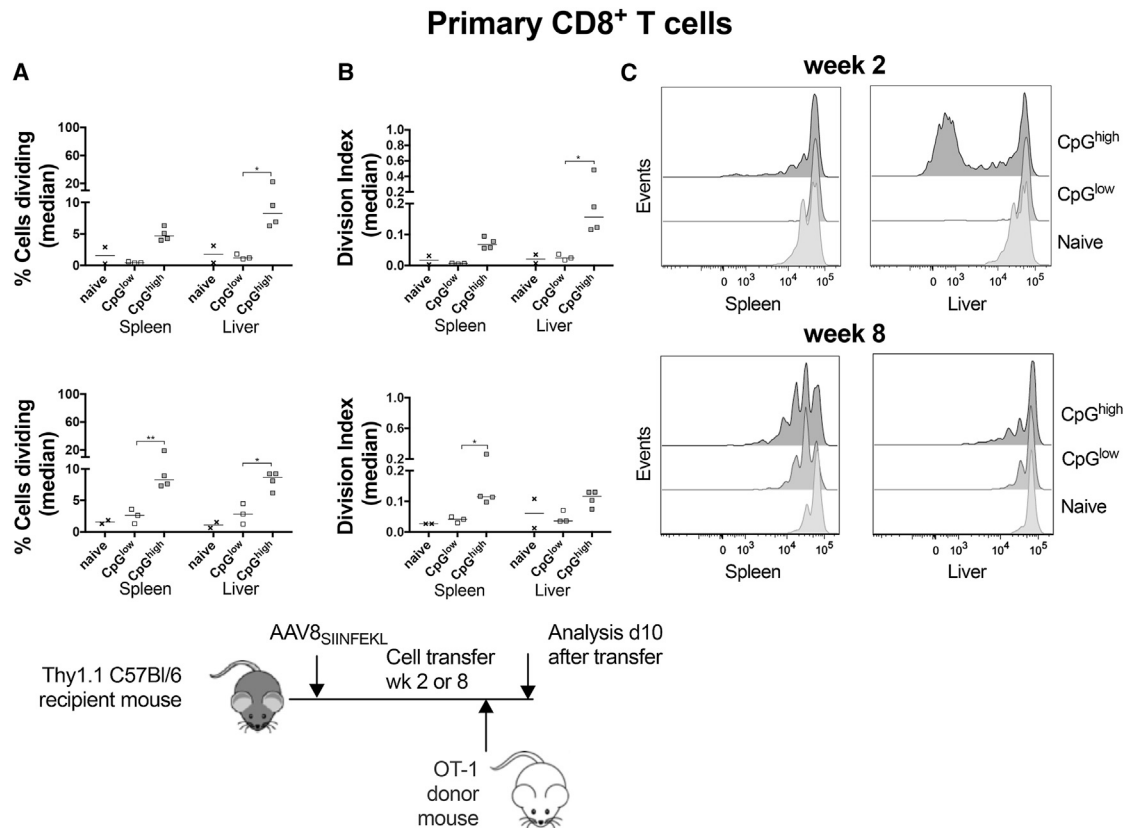 Primary CD8+ T cells
A
B
C
week 2
% Cells dividing
(median)
100
60
20
10
5
0
*
naive
CpGlow
CpGhigh
naive
CpGlow
CpGhigh
Spleen
Liver
Division Index
(median)
1.0
0.8
0.6
0.4
0.2
0.2
0.1
0.0
*
naive
CpGlow
CpGhigh
naive
CpGlow
CpGhigh
Spleen
Liver
Events
0 103 104 105
Spleen
0 103 104 105
Liver
CpGhigh
CpGlow
Naive
week 8
% Cells dividing
(median)
100
60
20
10
5
0
**
*
naive
CpGlow
CpGhigh
naive
CpGlow
CpGhigh
Spleen
Liver
Division Index
(median)
1.0
0.6
0.2
0.2
0.1
0.0
*
naive
CpGlow
CpGhigh
naive
CpGlow
CpGhigh
Spleen
Liver
Events
0 103 104 105
Spleen
0 103 104 105
Liver
CpGhigh
CpGlow
Naive
Thy1.1 C57Bl/6
recipient mouse
AAV8SIINFEKL
Cell transfer
wk 2 or 8
Analysis d10
after transfer
OT-1
donor
mouse